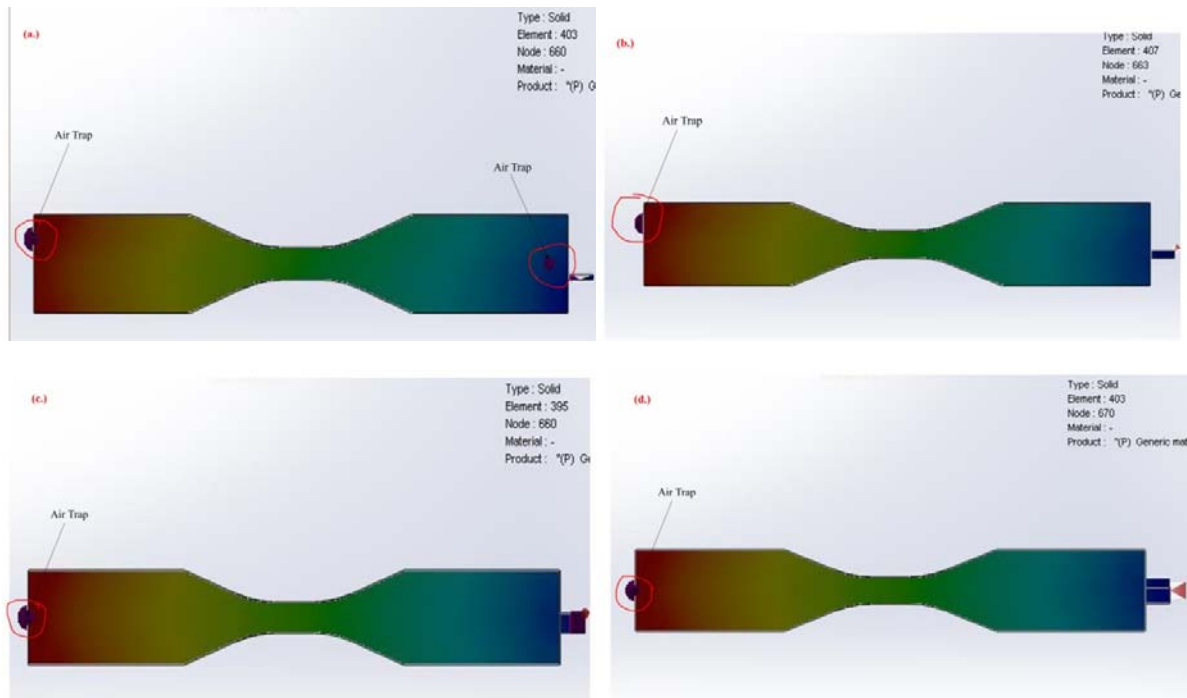 (a.)
Type : Solid
Element : 403
Node : 660
Material : -
Product : "(P) G
Air Trap
Air Trap
(b.)
Type : Solid
Element : 407
Node : 663
Material : -
Product : "(P) Ge
Air Trap
(c.)
Type : Solid
Element : 395
Node : 660
Material : -
Product : "(P) Ge
Air Trap
(d.)
Type : Solid
Element : 403
Node : 670
Material : -
Product : "(P) Generic mat
Air Trap